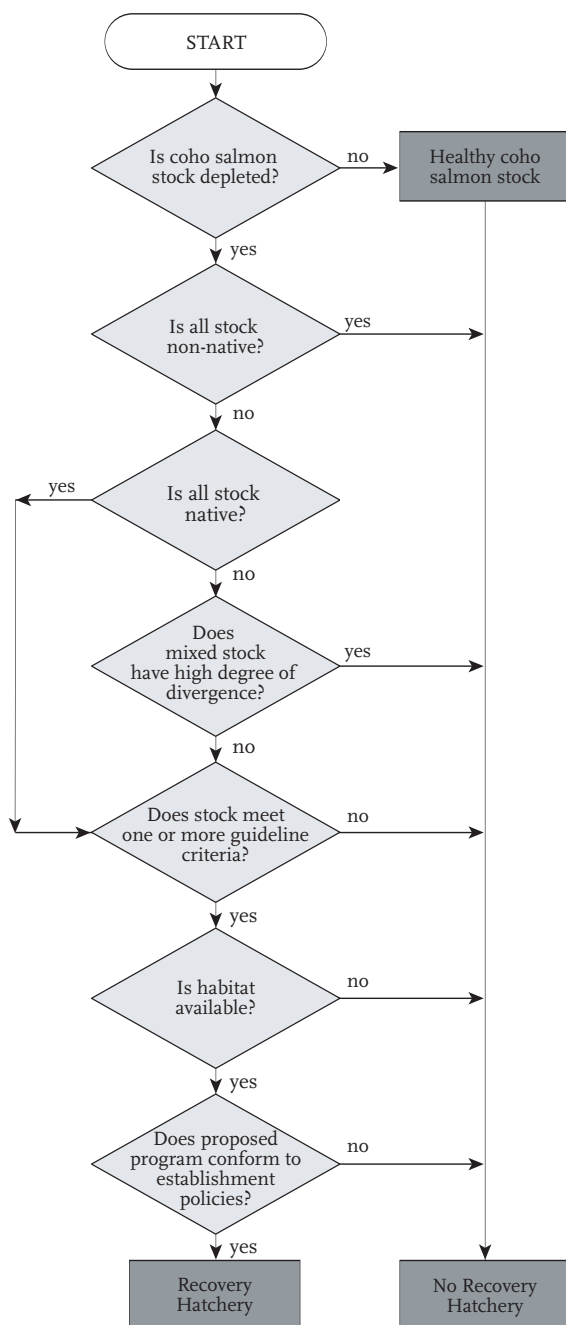 START
Is coho salmon
stock depleted?
no
Healthy coho
salmon stock
yes
Is all stock
non-native?
yes
no
yes
Is all stock
native?
no
Does
mixed stock
have high degree of
divergence?
yes
no
Does stock meet
one or more guideline
criteria?
no
yes
Is habitat
available?
no
yes
Does proposed
program conform to
establishment
policies?
no
yes
Recovery
Hatchery
No Recovery
Hatchery